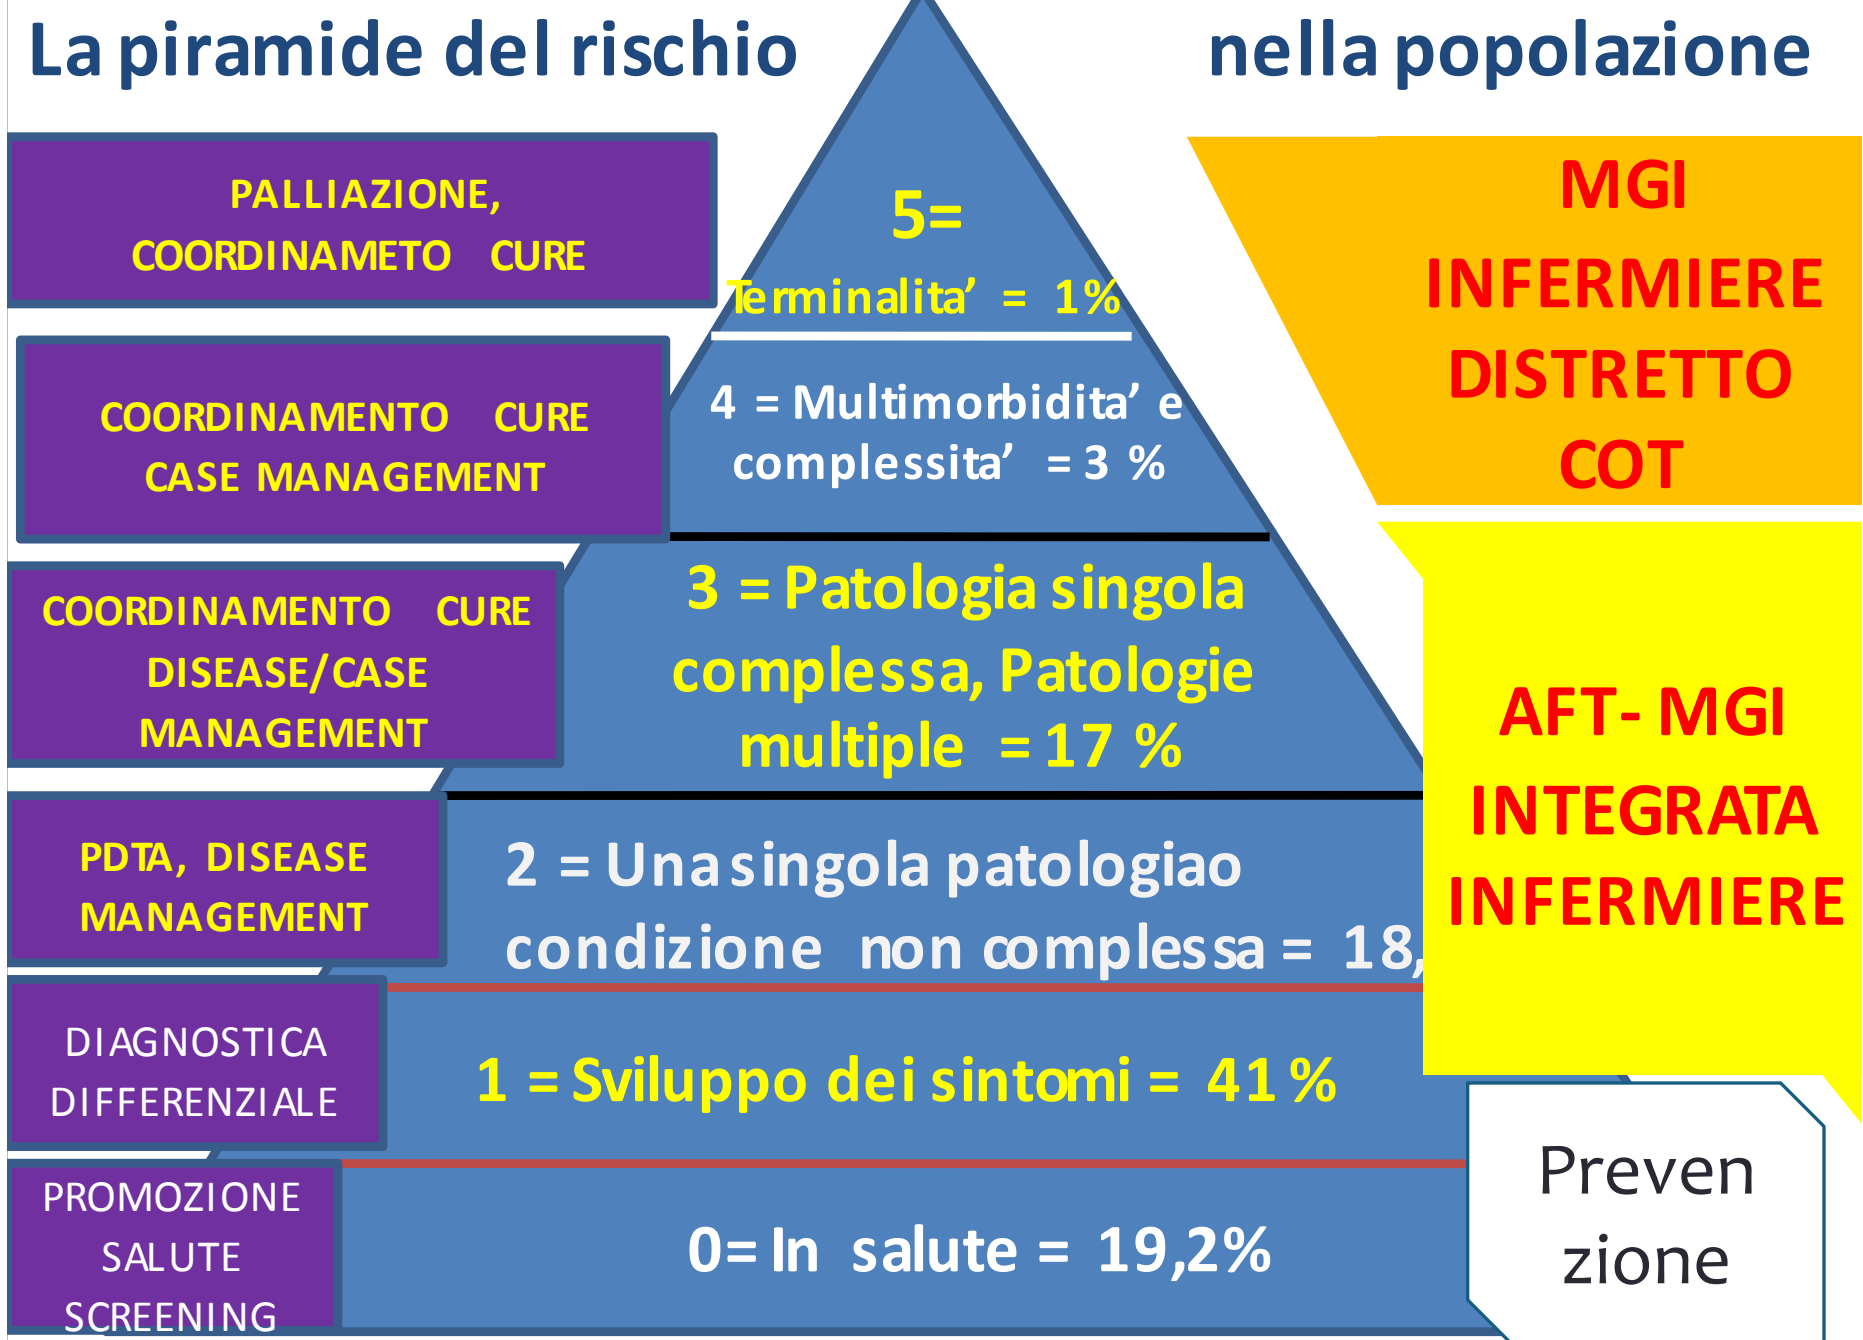 La piramide del rischio nella popolazione
PALLIAZIONE,
COORDINAMETO CURE
COORDINAMENTO CURE
CASE MANAGEMENT
COORDINAMENTO CURE
DISEASE/CASE
MANAGEMENT
PDTA, DISEASE
MANAGEMENT
DIAGNOSTICA
DIFFERENZIALE
PROMOZIONE
SALUTE
SCREENING
5=
Terminalita’ = 1%
4 = Multimorbidita’ e
complessita’ = 3 %
3 = Patologia singola
complessa, Patologie
multiple = 17 %
2 = Una singola patologia o
condizione non complessa = 18,
1 = Sviluppo dei sintomi = 41 %
0= In salute = 19,2%
MGI
INFERMIERE
DISTRETTO
COT
AFT- MGI
INTEGRATA
INFERMIERE
Preven
zione